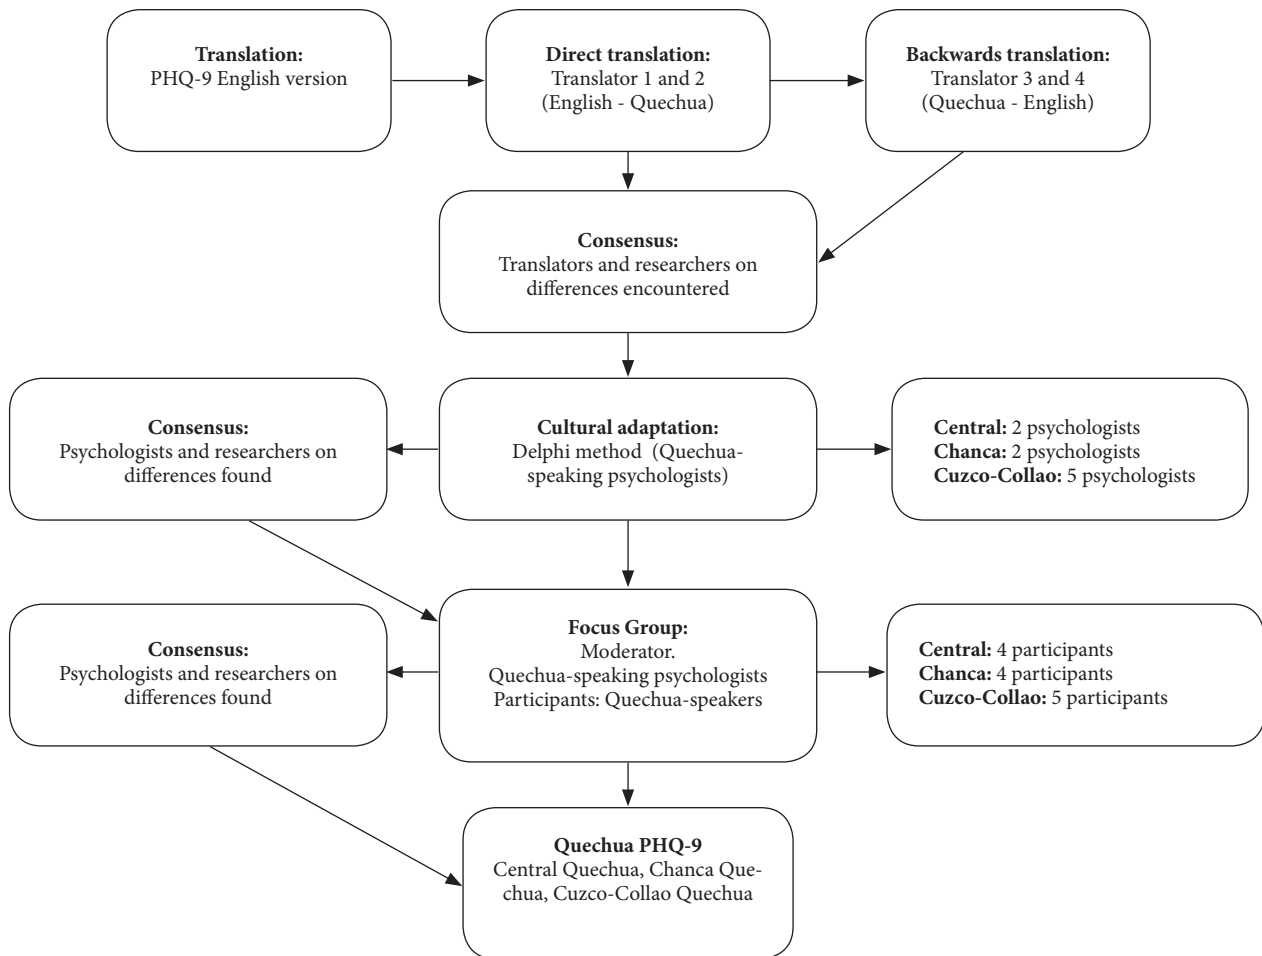 Translation:
PHQ-9 English version
Direct translation:
Translator 1 and 2
(English - Quechua)
Backwards translation:
Translator 3 and 4
(Quechua - English)
Consensus:
Translators and researchers on
differences encountered
Consensus:
Psychologists and researchers on
differences found
Cultural adaptation:
Delphi method (Quechua-
speaking psychologists)
Central: 2 psychologists
Chanca: 2 psychologists
Cuzco-Collao: 5 psychologists
Consensus:
Psychologists and researchers on
differences found
Focus Group:
Moderator.
Quechua-speaking psychologists
Participants: Quechua-speakers
Central: 4 participants
Chanca: 4 participants
Cuzco-Collao: 5 participants
Quechua PHQ-9
Central Quechua, Chanca Que-
chua, Cuzco-Collao Quechua